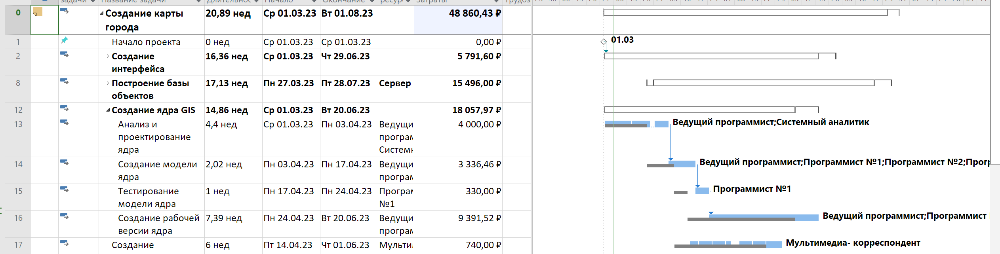 задачи Название задачи Длительнос Начало Окончание ресур Затраты Трудоз
0 Создание карты города 20,89 нед Ср 01.03.23 Вт 01.08.23 48 860,43 ₽
1 Начало проекта 0 нед Ср 01.03.23 Ср 01.03.23 0,00 ₽ 01.03
2 Создание интерфейса 16,36 нед Ср 01.03.23 Чт 29.06.23 5 791,60 ₽
8 Построение базы объектов 17,13 нед Пн 27.03.23 Пт 28.07.23 Сервер 15 496,00 ₽
12 Создание ядра GIS 14,86 нед Ср 01.03.23 Вт 20.06.23 18 057,97 ₽
13 Анализ и проектирование ядра 4,4 нед Ср 01.03.23 Пн 03.04.23 Ведущи програм Системн 4 000,00 ₽ Ведущий программист;Системный аналитик
14 Создание модели ядра 2,02 нед Пн 03.04.23 Пн 17.04.23 Ведущи програм 3 336,46 ₽ Ведущий программист;Программист №1;Программист №2;Прогр
15 Тестирование модели ядра 1 нед Пн 17.04.23 Пн 24.04.23 Програм №1 330,00 ₽ Программист №1
16 Создание рабочей версии ядра 7,39 нед Пн 24.04.23 Вт 20.06.23 Ведущи програм 9 391,52 ₽ Ведущий программист;Программист
17 Создание 6 нед Пт 14.04.23 Чт 01.06.23 Мульти 740,00 ₽ Мультимедиа- корреспондент